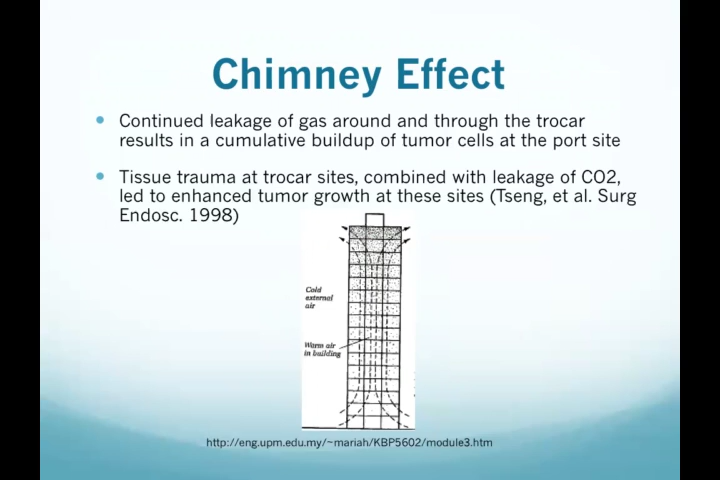 Chimney Effect
Continued leakage of gas around and through the trocar
results in a cumulative buildup of tumor cells at the port site
Tissue trauma at trocar sites, combined with leakage of CO2,
led to enhanced tumor growth at these sites (Tseng, et al. Surg
Endosc. 1998)
Cold
external
air
Warm air
in building
http://eng.upm.edu.my/~mariah/KBP5602/module3.htm